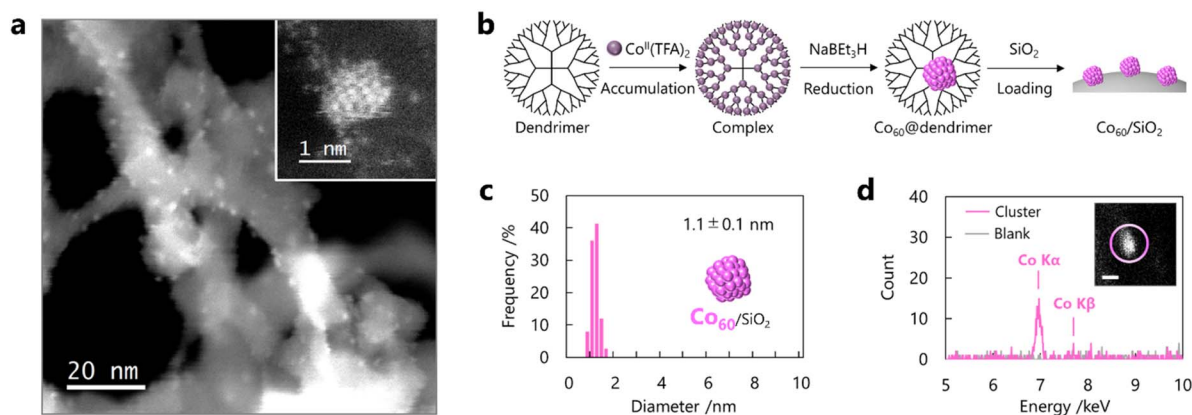 a
1 nm
20 nm
b
Co^II(TFA)₂
NaBEt₃H
SiO₂
Accumulation
Reduction
Loading
Dendrimer
Complex
Co₆₀@dendrimer
Co₆₀/SiO₂
c
50
40
30
20
10
0
Frequency /%
1.1 ± 0.1 nm
Co₆₀/SiO₂
0 2 4 6 8 10
Diameter /nm
d
40
30
20
10
0
Count
Cluster
Blank
Co Kα
Co Kβ
5 6 7 8 9 10
Energy /keV